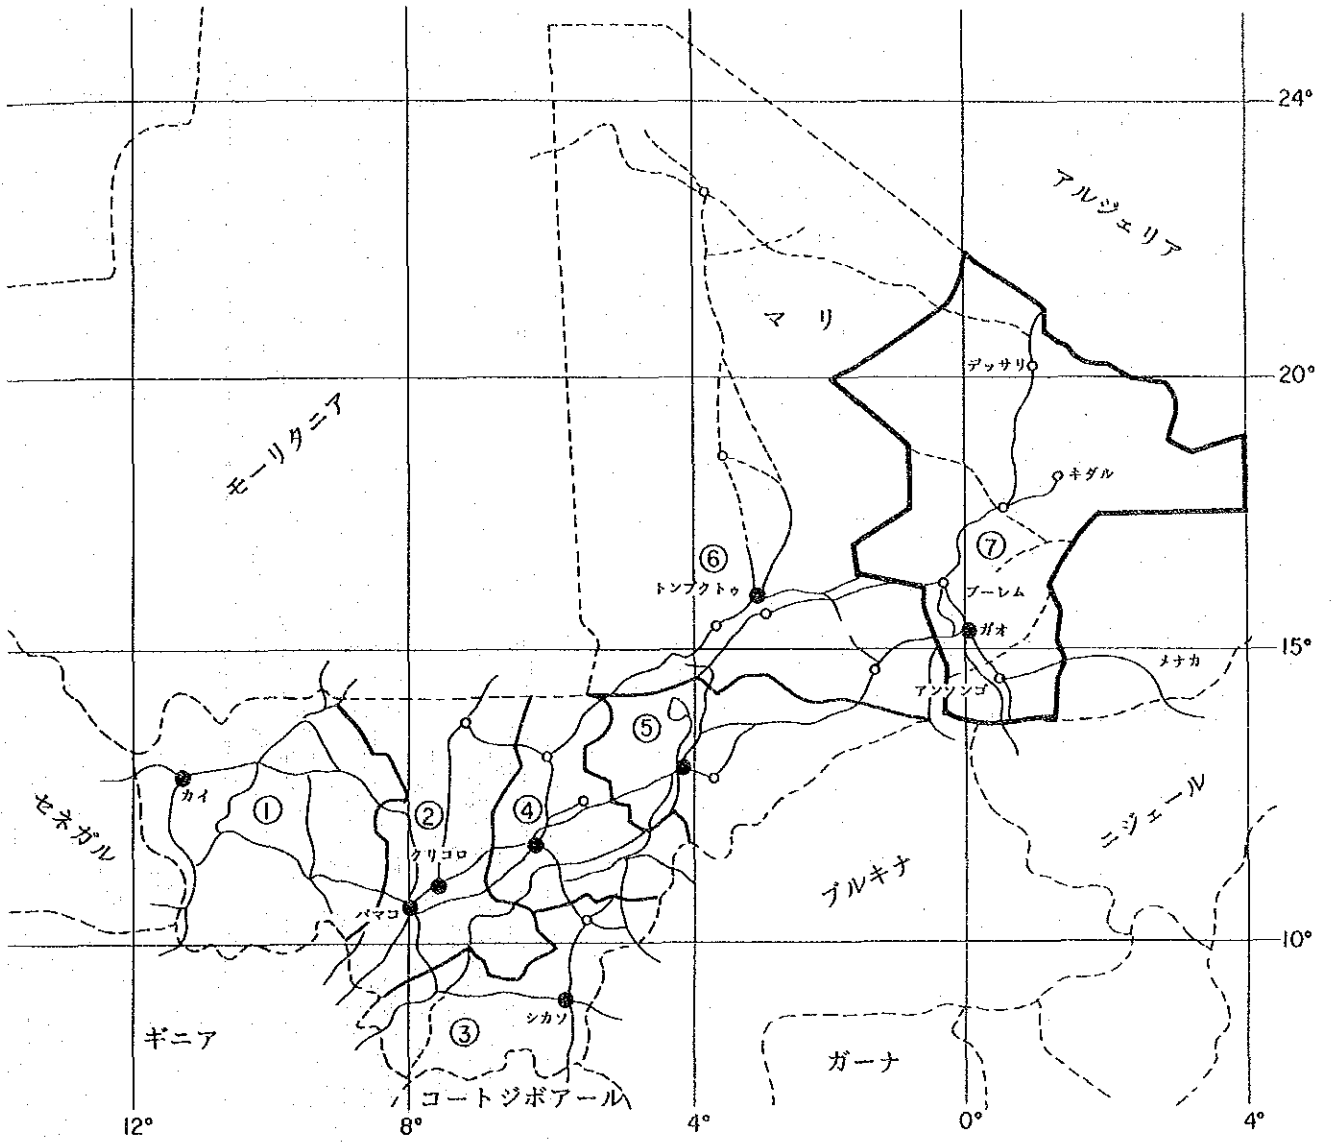 24°
アルジェリア
マリ
デッサリ
20°
モーリタニア
キダル
⑥
⑦
トンブクトゥ
ブーレム
ガオ
15°
メナカ
アンソンゴ
⑤
カイ
セネガル
①
②
④
ニジェール
クリコロ
ブルキナ
バマコ
10°
シカソ
③
ギニア
ガーナ
コートジボアール
12°
8°
4°
0°
4°